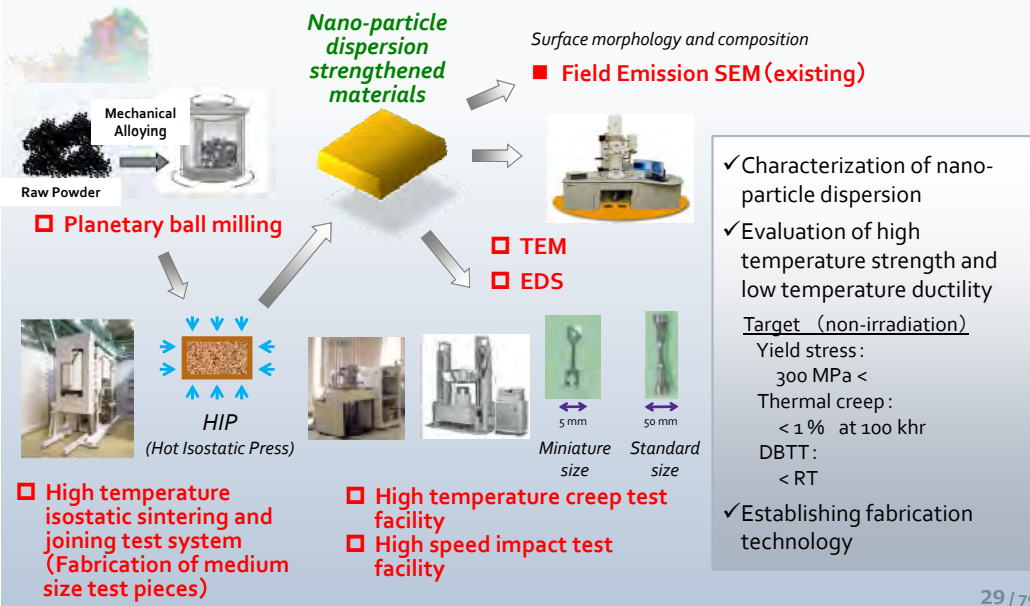 Nano-particle
dispersion
strengthened
materials
Surface morphology and composition
Field Emission SEM（existing）
Mechanical
Alloying
Raw Powder
Planetary ball milling
TEM
EDS
HIP
(Hot Isostatic Press)
5 mm
50 mm
Miniature
size
Standard
size
High temperature
isostatic sintering and
joining test system
（Fabrication of medium
size test pieces）
High temperature creep test
facility
High speed impact test
facility
✓Characterization of nano-
particle dispersion
✓Evaluation of high
temperature strength and
low temperature ductility
Target （non-irradiation）
Yield stress：
300 MPa <
Thermal creep：
< 1 % at 100 khr
DBTT：
< RT
✓Establishing fabrication
technology
29 / 79